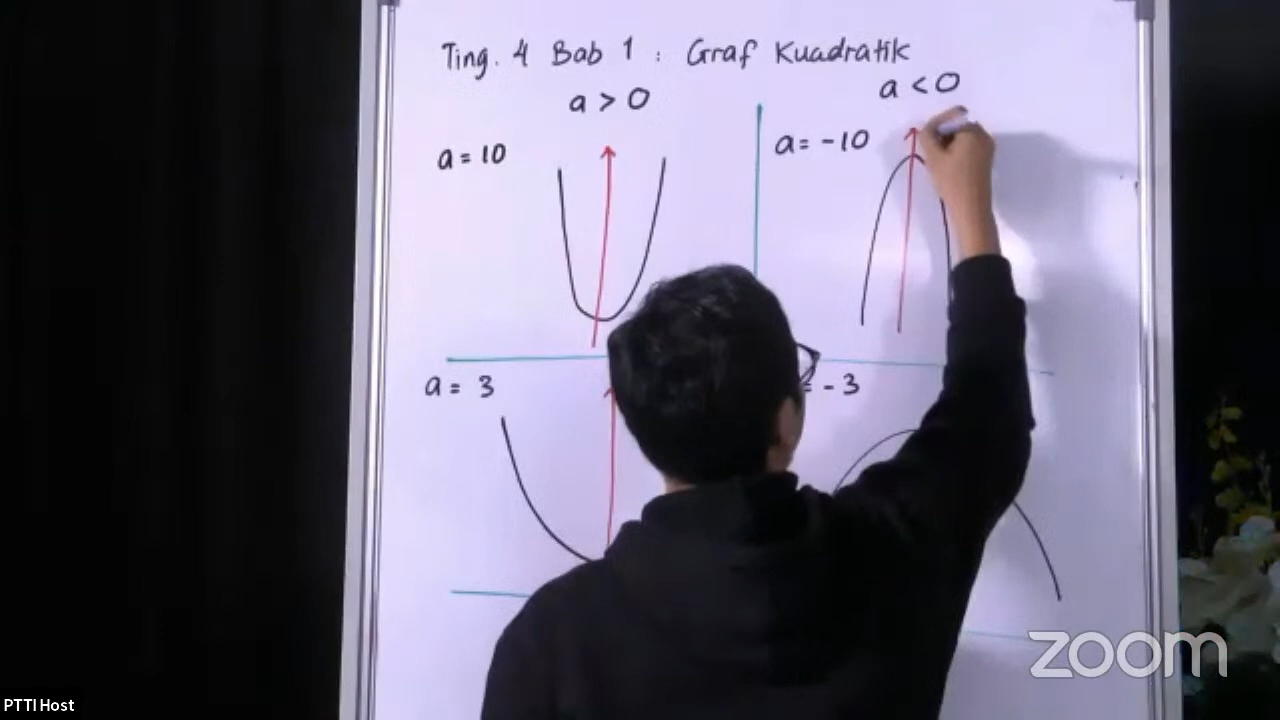 Ting. 4 Bab 1 : Graf Kuadratik
a > 0
a < 0
a = 10
a = -10
a = 3
= -3
zoom
PTTI Host